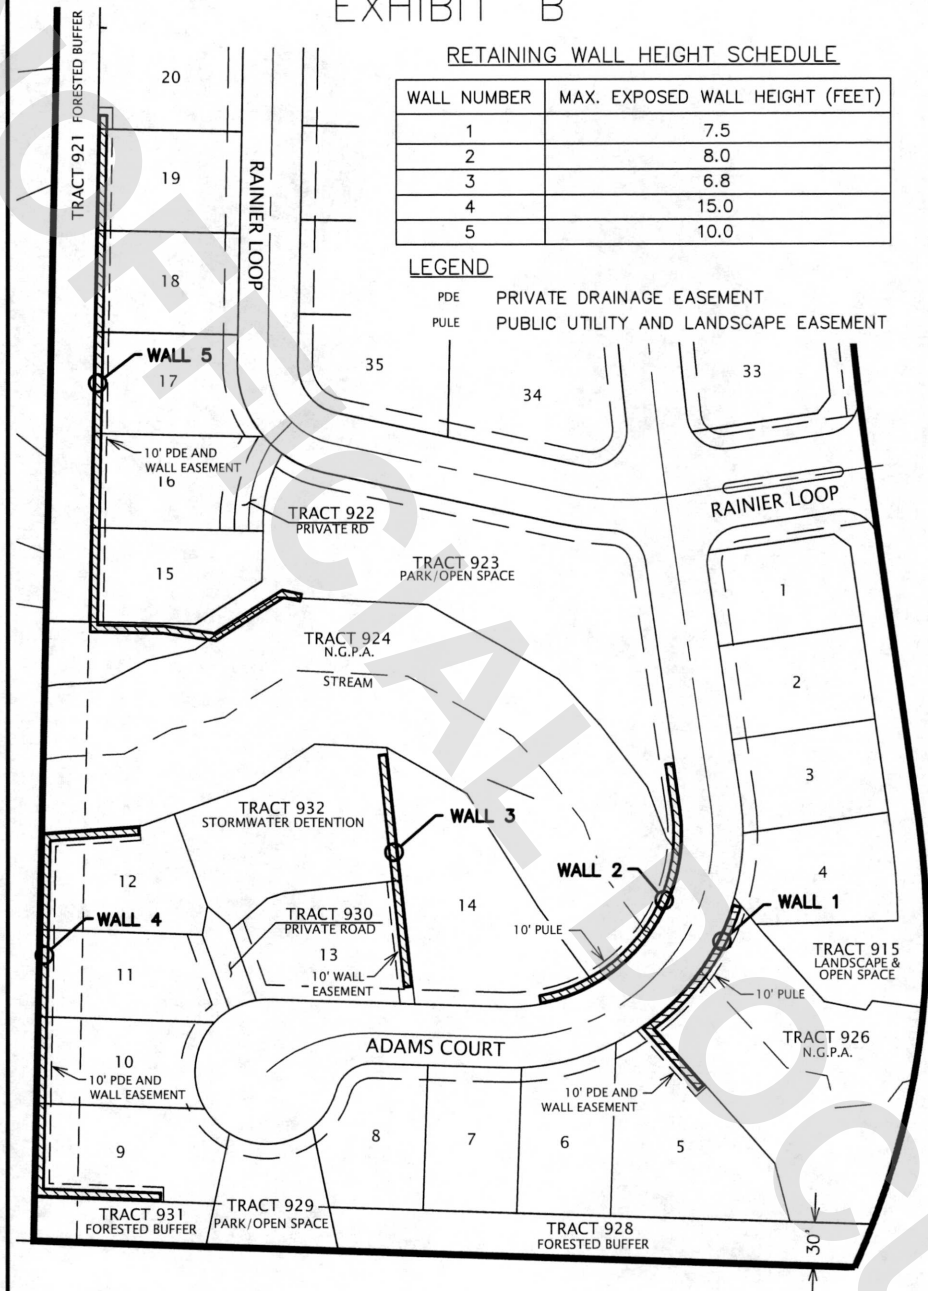 EXHIBIT B
RETAINING WALL HEIGHT SCHEDULE
WALL NUMBER MAX. EXPOSED WALL HEIGHT (FEET)
1 7.5
2 8.0
3 6.8
4 15.0
5 10.0
LEGEND
PDE PRIVATE DRAINAGE EASEMENT
PULE PUBLIC UTILITY AND LANDSCAPE EASEMENT
TRACT 921 FORESTED BUFFER
20
19
18
RAINIER LOOP
WALL 5
17
35
34
33
10' PDE AND
WALL EASEMENT
16
TRACT 922
PRIVATE RD
RAINIER LOOP
15
TRACT 923
PARK/OPEN SPACE
1
TRACT 924
N.G.P.A.
STREAM
2
3
TRACT 932
STORMWATER DETENTION
WALL 3
WALL 2
4
12
WALL 1
WALL 4
TRACT 930
PRIVATE ROAD
14
13
10' PULE
11
10' WALL
EASEMENT
TRACT 915
LANDSCAPE &
OPEN SPACE
10' PULE
TRACT 926
N.G.P.A.
ADAMS COURT
10
10' PDE AND
WALL EASEMENT
10' PDE AND
WALL EASEMENT
9
8
7
6
5
TRACT 931
FORESTED BUFFER
TRACT 929
PARK/OPEN SPACE
TRACT 928
FORESTED BUFFER
30'
UNOFFICIAL DOCU